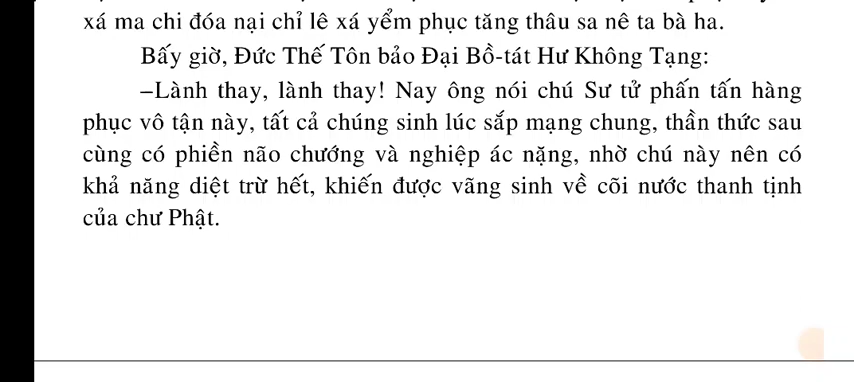 xá ma chi đóa nại chỉ lê xá yểm phục tăng thâu sa nê ta bà ha.
Bấy giờ, Đức Thế Tôn bảo Đại Bồ-tát Hư Không Tạng:
–Lành thay, lành thay! Nay ông nói chú Sư tử phấn tấn hàng
phục vô tận này, tất cả chúng sinh lúc sắp mạng chung, thần thức sau
cùng có phiền não chướng và nghiệp ác nặng, nhờ chú này nên có
khả năng diệt trừ hết, khiến được vãng sinh về cõi nước thanh tịnh
của chư Phật.